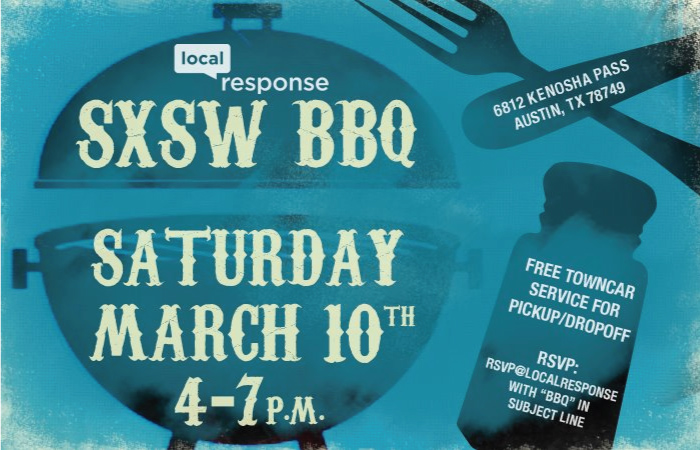 local
response
SXSW BBQ
SATURDAY
MARCH 10TH
4-7 P.M.
6812 KENOSHA PASS
AUSTIN, TX 78749
FREE TOWNCAR
SERVICE FOR
PICKUP/DROPOFF
RSVP:
RSVP@LOCALRESPONSE
WITH "BBQ" IN
SUBJECT LINE